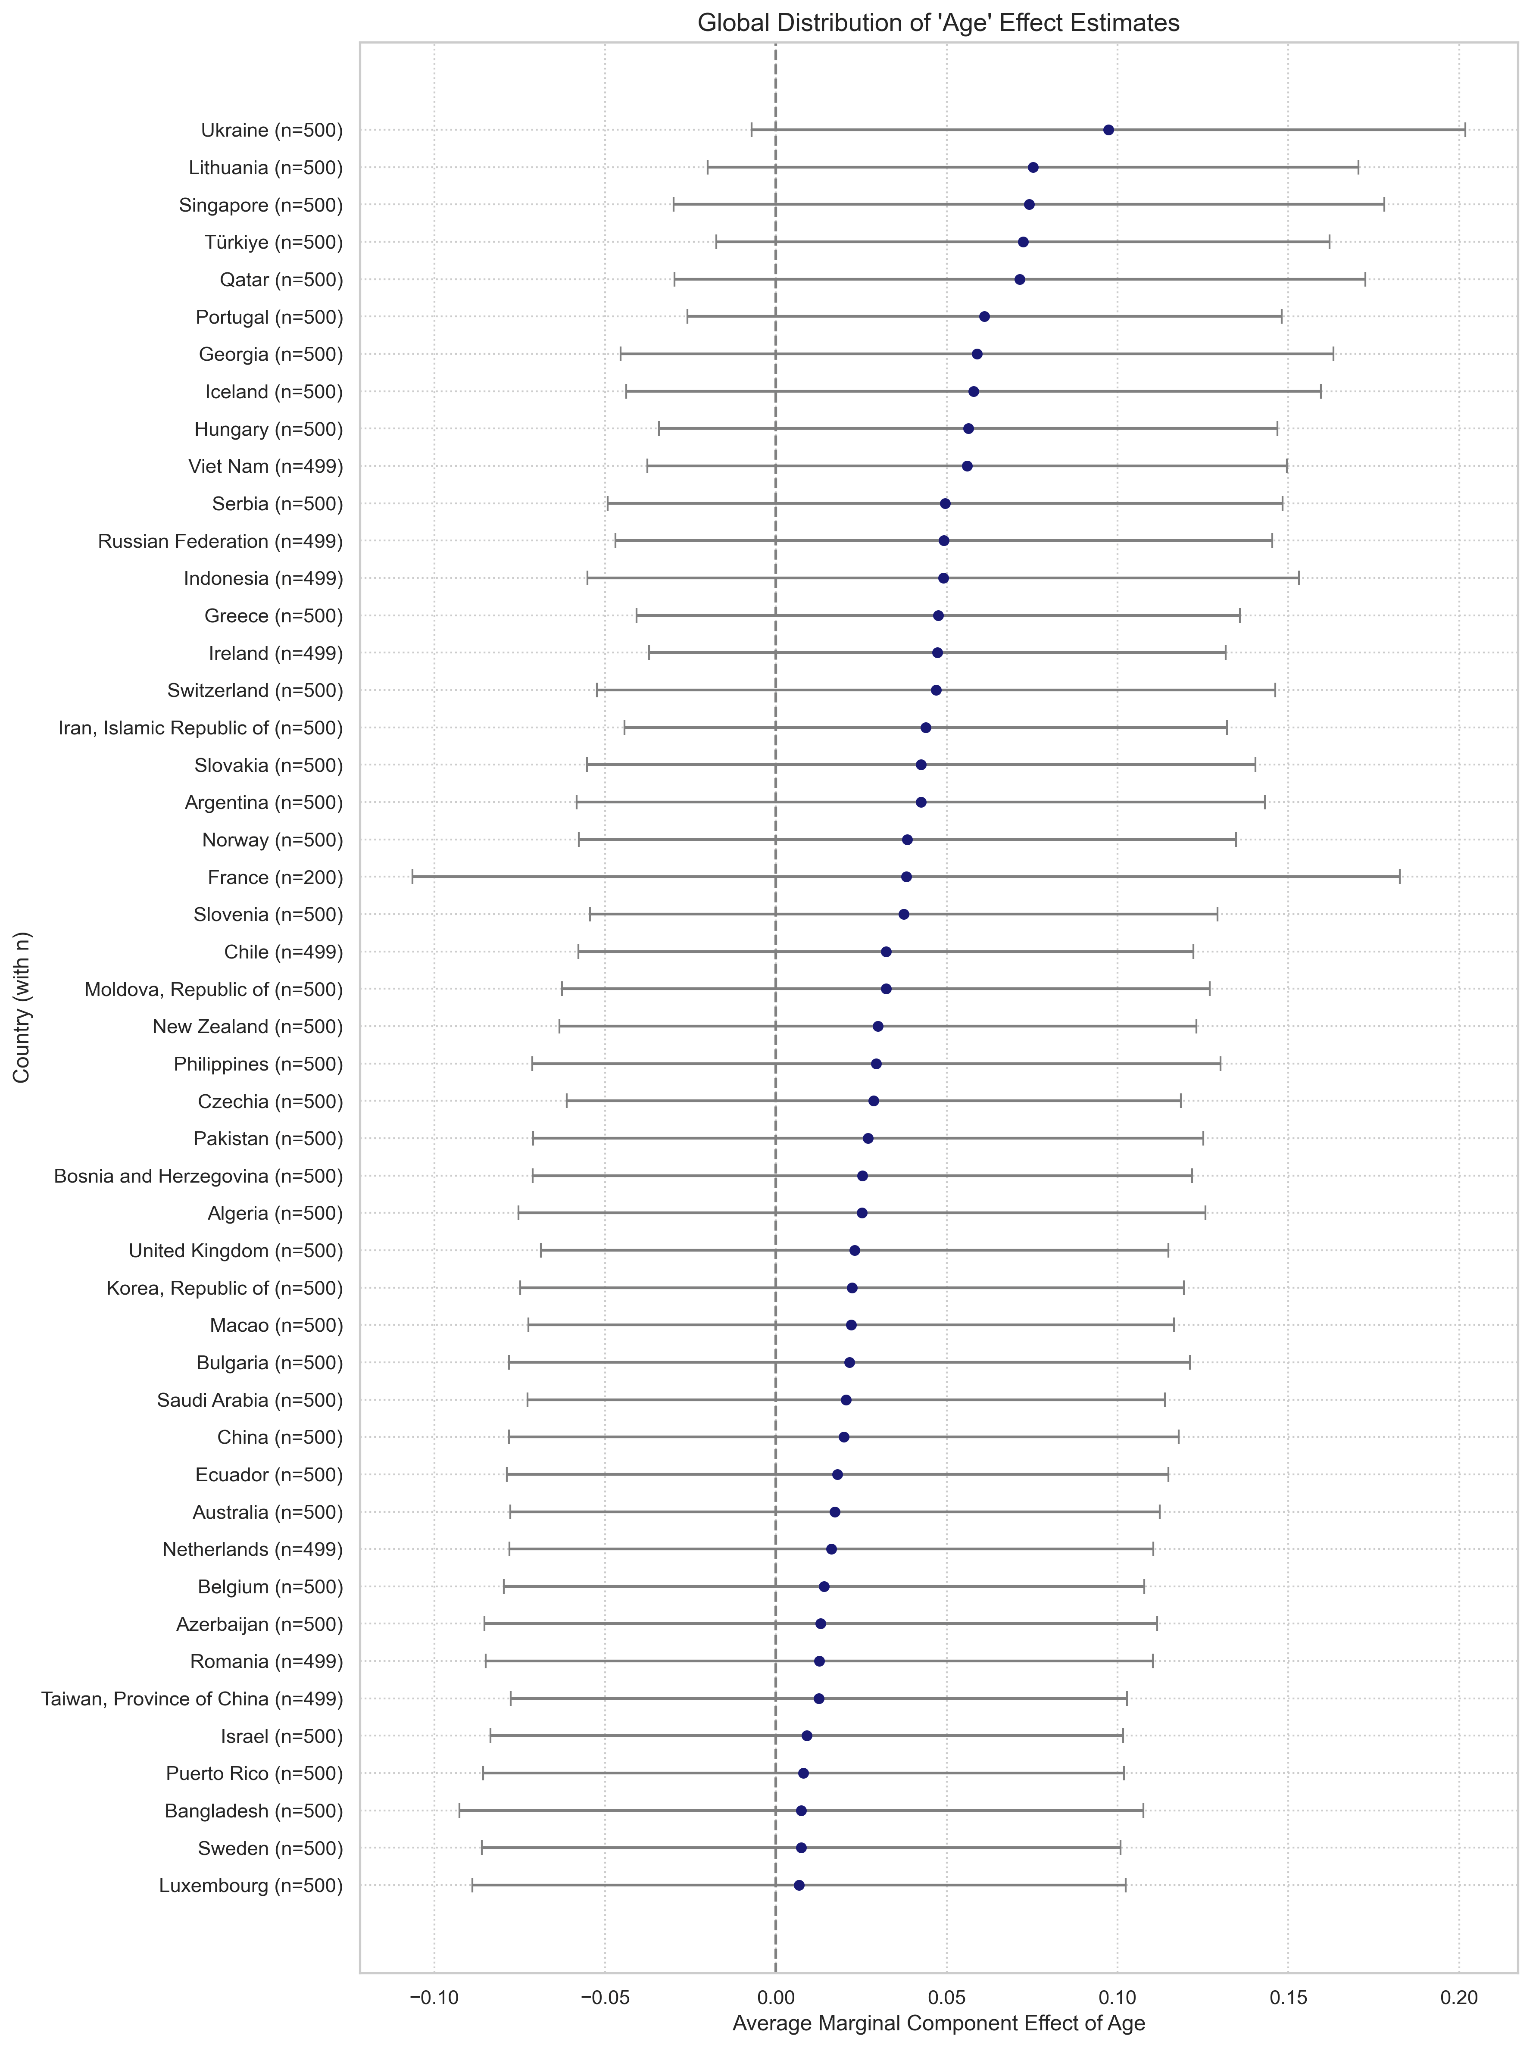 Global Distribution of 'Age' Effect Estimates
Ukraine (n=500)
Lithuania (n=500)
Singapore (n=500)
Türkiye (n=500)
Qatar (n=500)
Portugal (n=500)
Georgia (n=500)
Iceland (n=500)
Hungary (n=500)
Viet Nam (n=499)
Serbia (n=500)
Russian Federation (n=499)
Indonesia (n=499)
Greece (n=500)
Ireland (n=499)
Switzerland (n=500)
Iran, Islamic Republic of (n=500)
Slovakia (n=500)
Argentina (n=500)
Norway (n=500)
France (n=200)
Slovenia (n=500)
Chile (n=499)
Moldova, Republic of (n=500)
New Zealand (n=500)
Philippines (n=500)
Czechia (n=500)
Pakistan (n=500)
Bosnia and Herzegovina (n=500)
Algeria (n=500)
United Kingdom (n=500)
Korea, Republic of (n=500)
Macao (n=500)
Bulgaria (n=500)
Saudi Arabia (n=500)
China (n=500)
Ecuador (n=500)
Australia (n=500)
Netherlands (n=499)
Belgium (n=500)
Azerbaijan (n=500)
Romania (n=499)
Taiwan, Province of China (n=499)
Israel (n=500)
Puerto Rico (n=500)
Bangladesh (n=500)
Sweden (n=500)
Luxembourg (n=500)
Country (with n)
−0.10 −0.05 0.00 0.05 0.10 0.15 0.20
Average Marginal Component Effect of Age